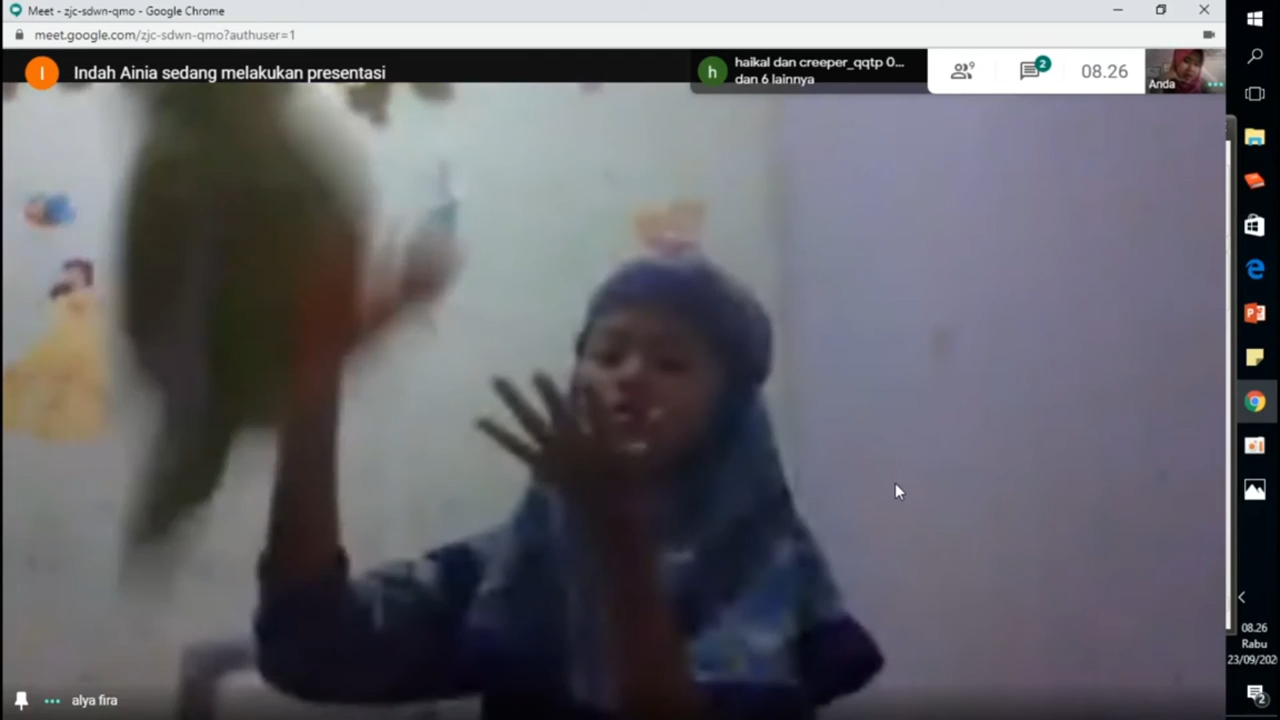 Meet - zjc-sdwn-qmo - Google Chrome
meet.google.com/zjc-sdwn-qmo?authuser=1
I
Indah Ainia sedang melakukan presentasi
h
haikal dan creeper_qqtp 0...
dan 6 lainnya
9
2
08.26
Anda
alya fira
08.26
Rabu
23/09/202
2